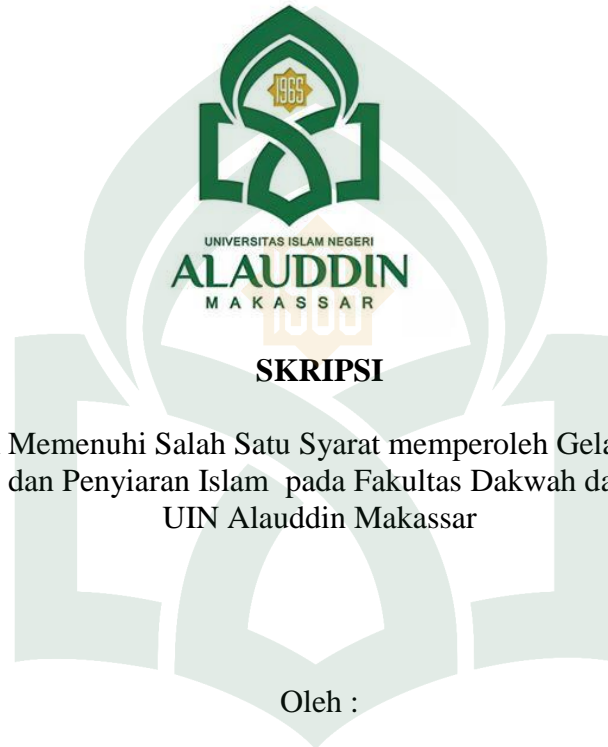 1965
UNIVERSITAS ISLAM NEGERI
ALAUDDIN
MAKASSAR
1965
SKRIPSI
Memenuhi Salah Satu Syarat memperoleh Gela
dan Penyiaran Islam pada Fakultas Dakwah da
UIN Alauddin Makassar
Oleh :